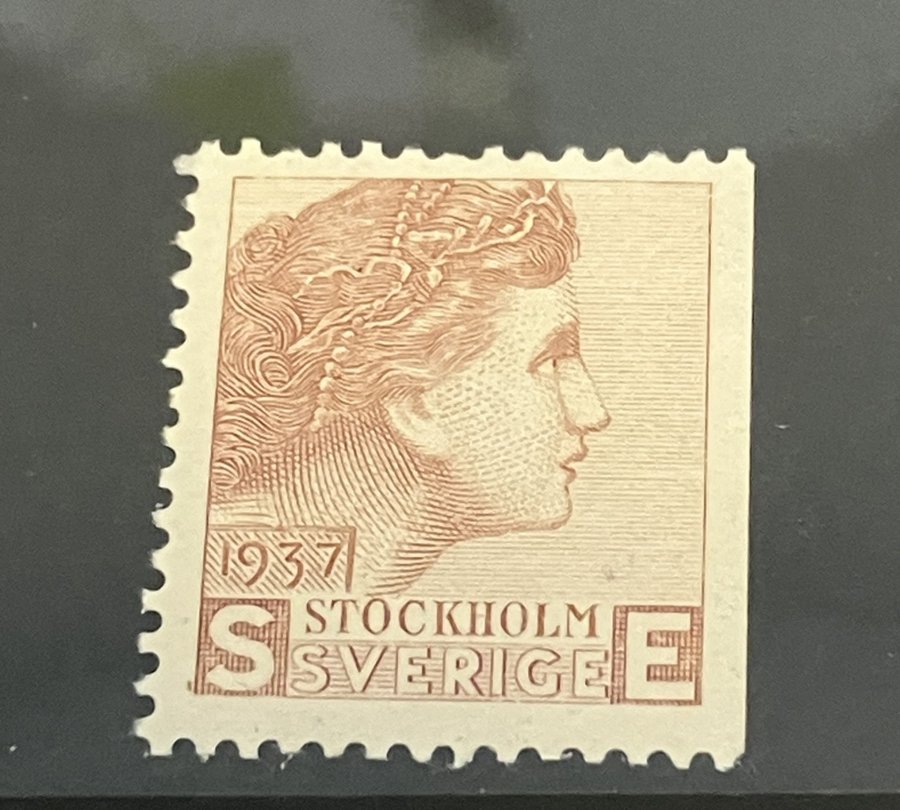 1937
STOCKHOLM
S SVERIGE E